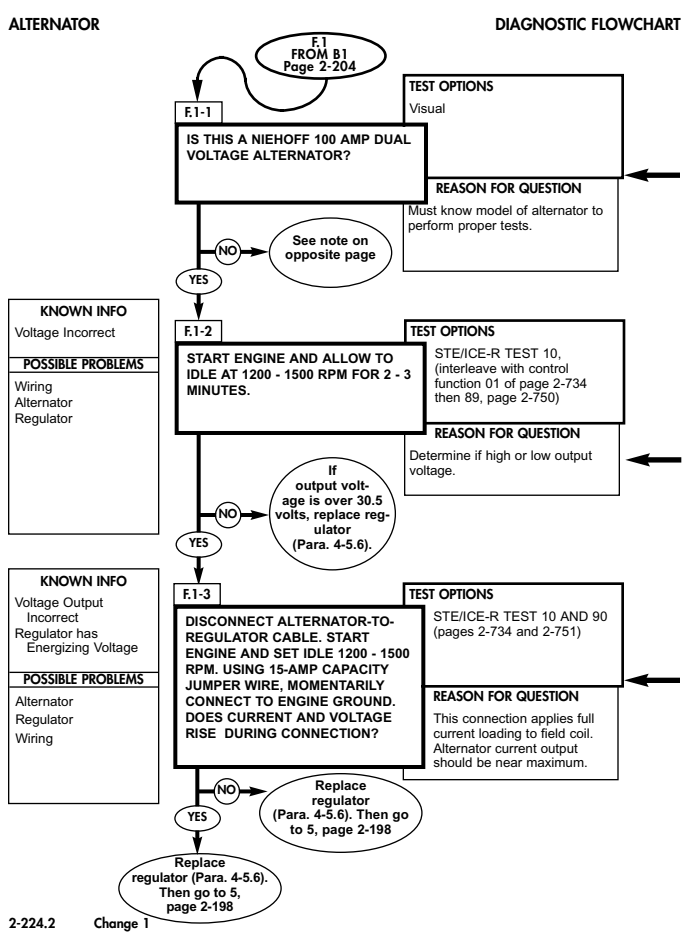 ALTERNATOR
DIAGNOSTIC FLOWCHART
F.1
FROM B1
Page 2-204
F.1-1
IS THIS A NIEHOFF 100 AMP DUAL
VOLTAGE ALTERNATOR?
TEST OPTIONS
Visual
REASON FOR QUESTION
Must know model of alternator to
perform proper tests.
NO
See note on
opposite page
YES
KNOWN INFO
Voltage Incorrect
POSSIBLE PROBLEMS
Wiring
Alternator
Regulator
F.1-2
START ENGINE AND ALLOW TO
IDLE AT 1200 - 1500 RPM FOR 2 - 3
MINUTES.
TEST OPTIONS
STE/ICE-R TEST 10,
(interleave with control
function 01 of page 2-734
then 89, page 2-750)
REASON FOR QUESTION
Determine if high or low output
voltage.
NO
If
output volt-
age is over 30.5
volts, replace reg-
ulator
(Para. 4-5.6).
YES
KNOWN INFO
Voltage Output
Incorrect
Regulator has
Energizing Voltage
POSSIBLE PROBLEMS
Alternator
Regulator
Wiring
F.1-3
DISCONNECT ALTERNATOR-TO-
REGULATOR CABLE. START
ENGINE AND SET IDLE 1200 - 1500
RPM. USING 15-AMP CAPACITY
JUMPER WIRE, MOMENTARILY
CONNECT TO ENGINE GROUND.
DOES CURRENT AND VOLTAGE
RISE DURING CONNECTION?
TEST OPTIONS
STE/ICE-R TEST 10 AND 90
(pages 2-734 and 2-751)
REASON FOR QUESTION
This connection applies full
current loading to field coil.
Alternator current output
should be near maximum.
NO
Replace
regulator
(Para. 4-5.6). Then go
to 5, page 2-198
YES
Replace
regulator (Para. 4-5.6).
Then go to 5,
page 2-198
2-224.2 Change 1